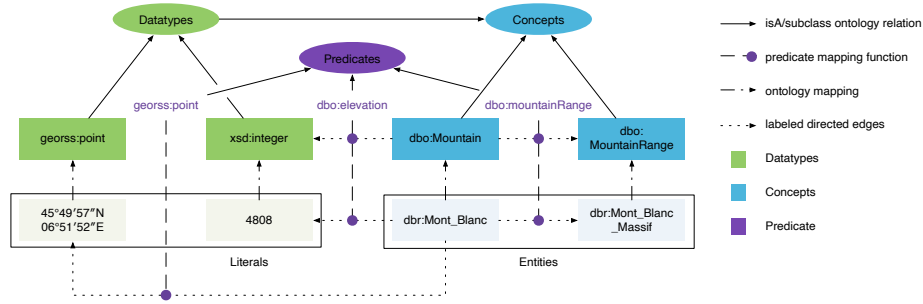 Datatypes
Concepts
Predicates
georss:point
dbo:elevation
dbo:mountainRange
georss:point
xsd:integer
dbo:Mountain
dbo:
MountainRange
45°49′57″N
06°51′52″E
4808
dbr:Mont_Blanc
dbr:Mont_Blanc
_Massif
Literals
Entities
isA/subclass ontology relation
predicate mapping function
ontology mapping
labeled directed edges
Datatypes
Concepts
Predicate